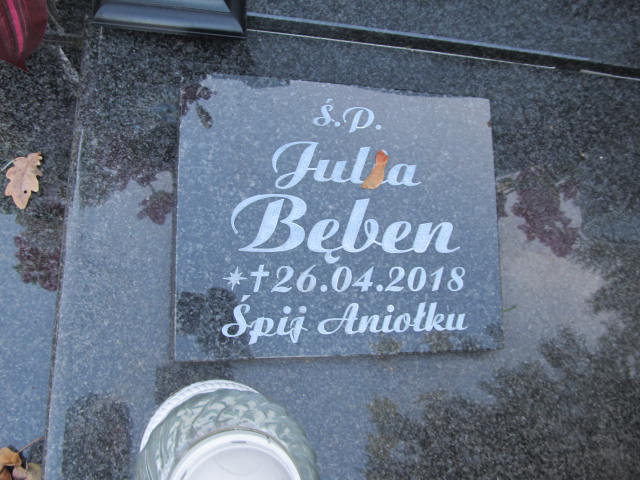 Ś.P.
Julia
Bęben
✶✝26.04.2018
Śpij Aniołku